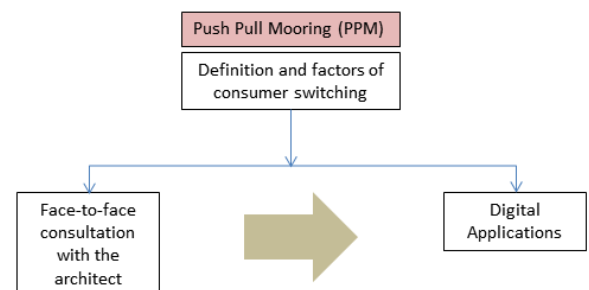 Push Pull Mooring (PPM)
Definition and factors of
consumer switching
Face-to-face
consultation
with the
architect
Digital
Applications